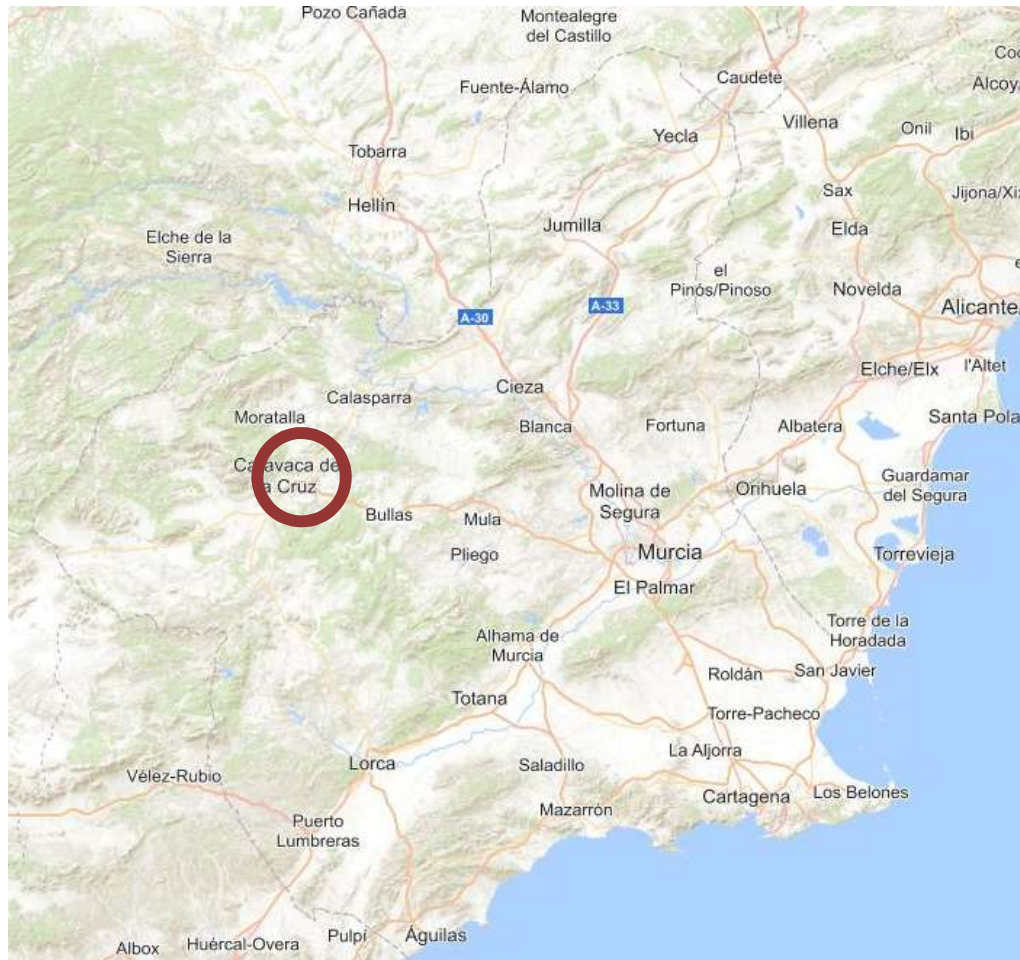 Pozo Cañada
Montealegre
del Castillo
Coc
Caudete
Alcoy/
Fuente-Álamo
Villena
Onil
Ibi
Yecla
Tobarra
Sax
Jijona/Xi
Hellín
Jumilla
Elda
Elche de la
Sierra
el
Pinós/Pinoso
Novelda
e
A-33
Alicante/
A-30
Elche/Elx
l'Altet
Cieza
Calasparra
Moratalla
Blanca
Fortuna
Albatera
Santa Pola
Caravaca de
la Cruz
Guardamar
del Segura
Molina de
Segura
Orihuela
Bullas
Mula
Pliego
Murcia
Torrevieja
El Palmar
Torre de la
Horadada
Alhama de
Murcia
Roldán
San Javier
Totana
Torre-Pacheco
La Aljorra
Lorca
Saladillo
Vélez-Rubio
Cartagena
Los Belones
Mazarrón
Puerto
Lumbreras
Albox
Huércal-Overa
Pulpí
Águilas